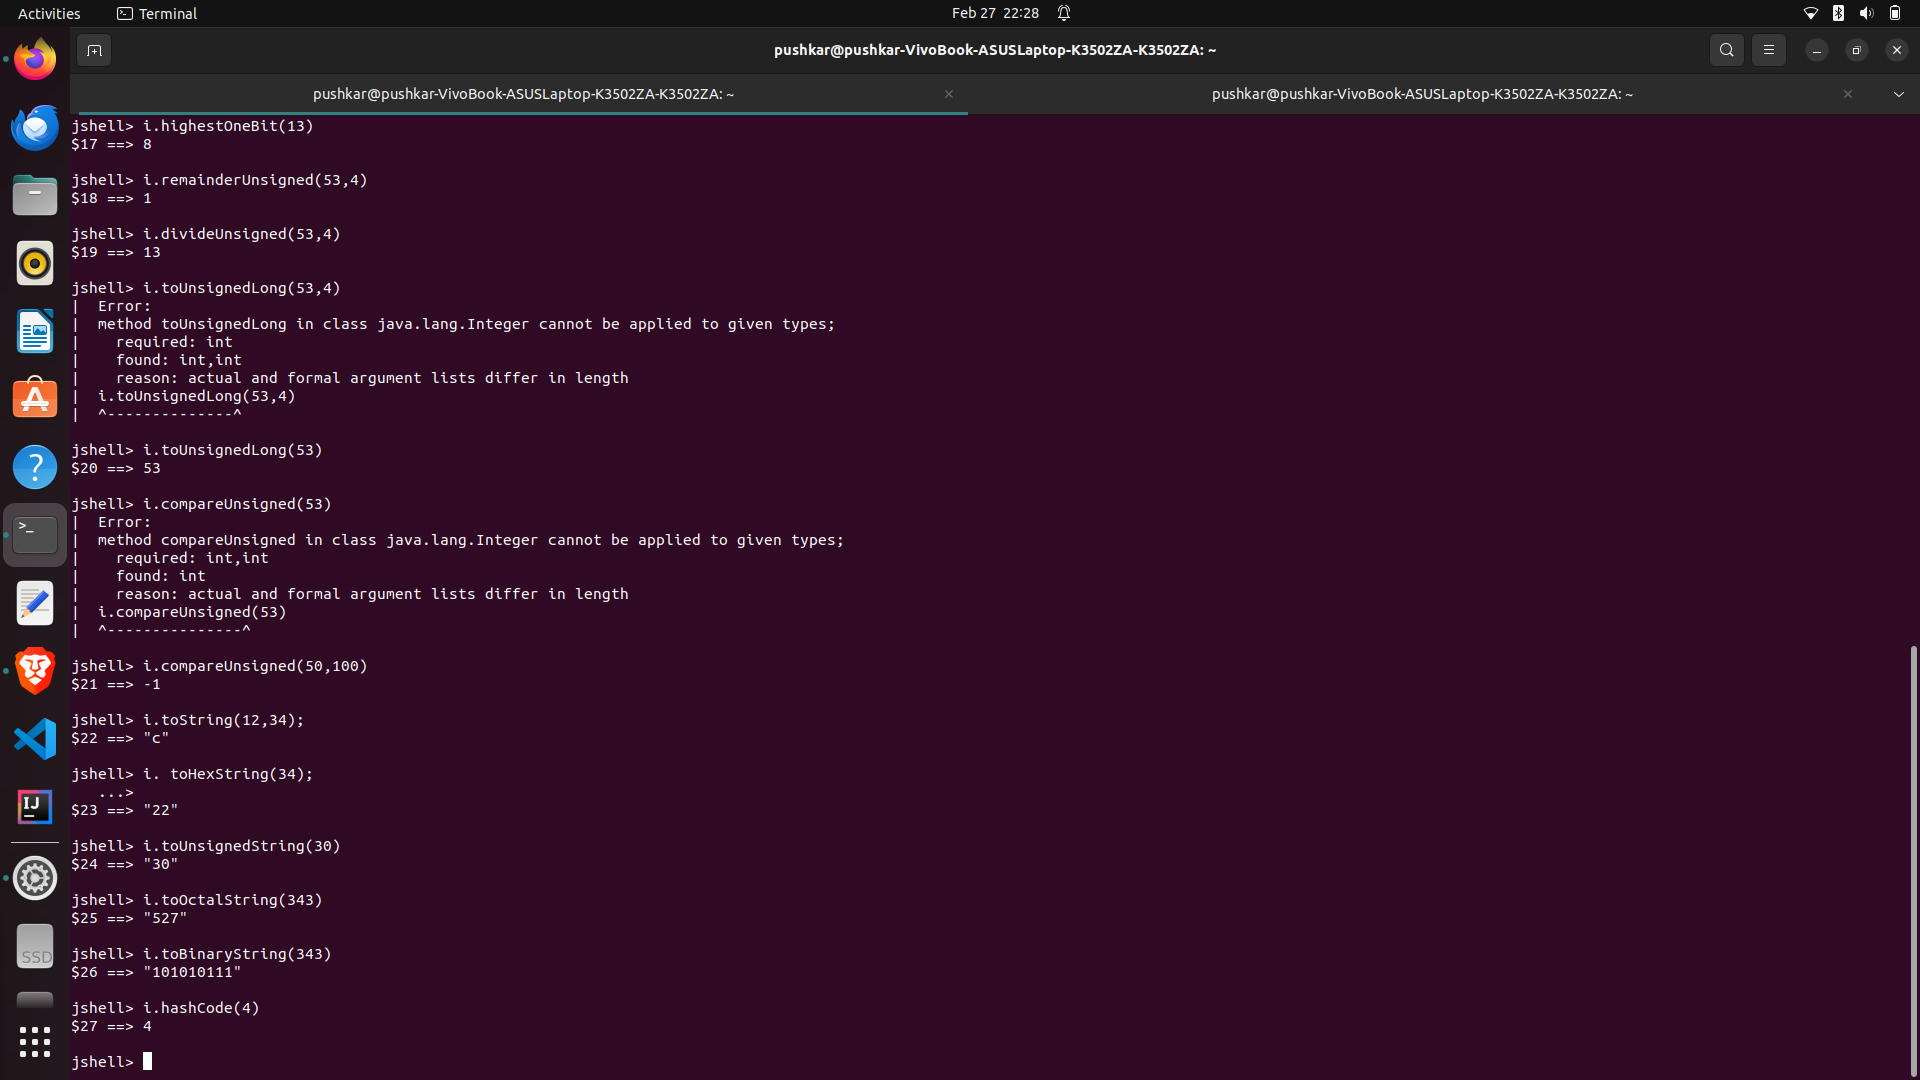 Activities
Terminal
Feb 27 22:28
pushkar@pushkar-VivoBook-ASUSLaptop-K3502ZA-K3502ZA: ~
pushkar@pushkar-VivoBook-ASUSLaptop-K3502ZA-K3502ZA: ~
pushkar@pushkar-VivoBook-ASUSLaptop-K3502ZA-K3502ZA: ~
jshell> i.highestOneBit(13)
$17 ==> 8
jshell> i.remainderUnsigned(53,4)
$18 ==> 1
jshell> i.divideUnsigned(53,4)
$19 ==> 13
jshell> i.toUnsignedLong(53,4)
|  Error:
|  method toUnsignedLong in class java.lang.Integer cannot be applied to given types;
|    required: int
|    found: int,int
|    reason: actual and formal argument lists differ in length
|  i.toUnsignedLong(53,4)
|  ^--------------^
jshell> i.toUnsignedLong(53)
$20 ==> 53
jshell> i.compareUnsigned(53)
|  Error:
|  method compareUnsigned in class java.lang.Integer cannot be applied to given types;
|    required: int,int
|    found: int
|    reason: actual and formal argument lists differ in length
|  i.compareUnsigned(53)
|  ^---------------^
jshell> i.compareUnsigned(50,100)
$21 ==> -1
jshell> i.toString(12,34);
$22 ==> "c"
jshell> i. toHexString(34);
   ...>
$23 ==> "22"
jshell> i.toUnsignedString(30)
$24 ==> "30"
jshell> i.toOctalString(343)
$25 ==> "527"
jshell> i.toBinaryString(343)
$26 ==> "101010111"
jshell> i.hashCode(4)
$27 ==> 4
jshell>
>_
IJ
SSD